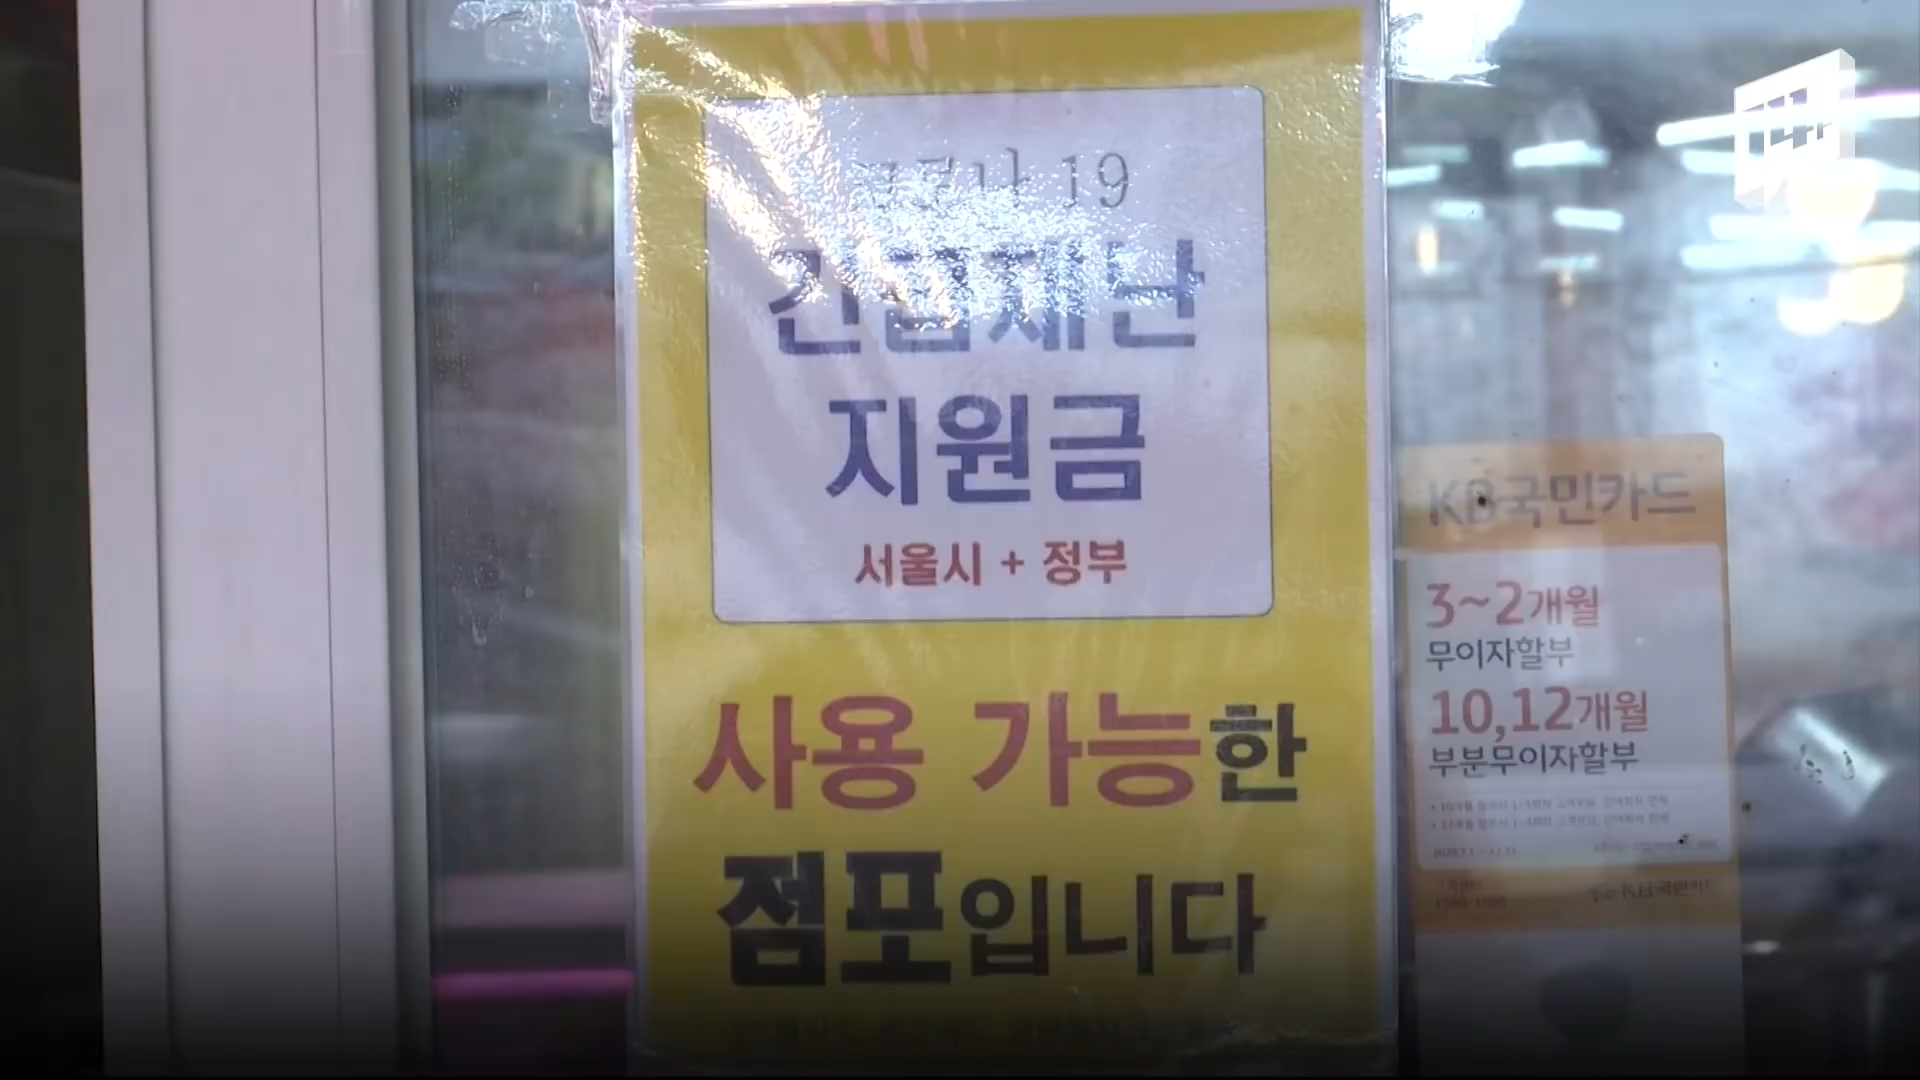 코로나 19
긴급재난
지원금
서울시 + 정부
사용 가능한
점포입니다
KB국민카드
3~2개월
무이자할부
10,12개월
부분무이자할부